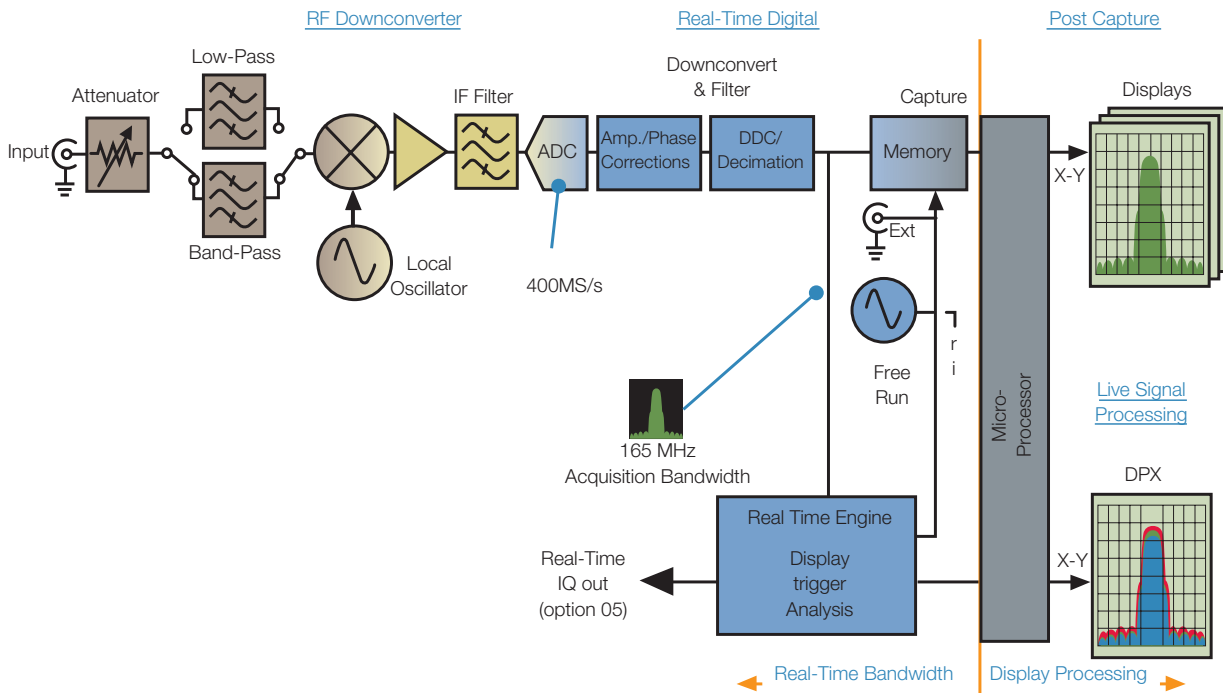 RF Downconverter
Real-Time Digital
Post Capture
Low-Pass
Downconvert
& Filter
Attenuator
IF Filter
Capture
Displays
Input
ADC
Amp./Phase
Corrections
DDC/
Decimation
Memory
X-Y
Ext
Band-Pass
Local
Oscillator
400MS/s
r
i
Free
Run
Micro-
Processor
Live Signal
Processing
165 MHz
Acquisition Bandwidth
DPX
Real Time Engine
Real-Time
IQ out
(option 05)
Display
trigger
Analysis
X-Y
Real-Time Bandwidth
Display Processing